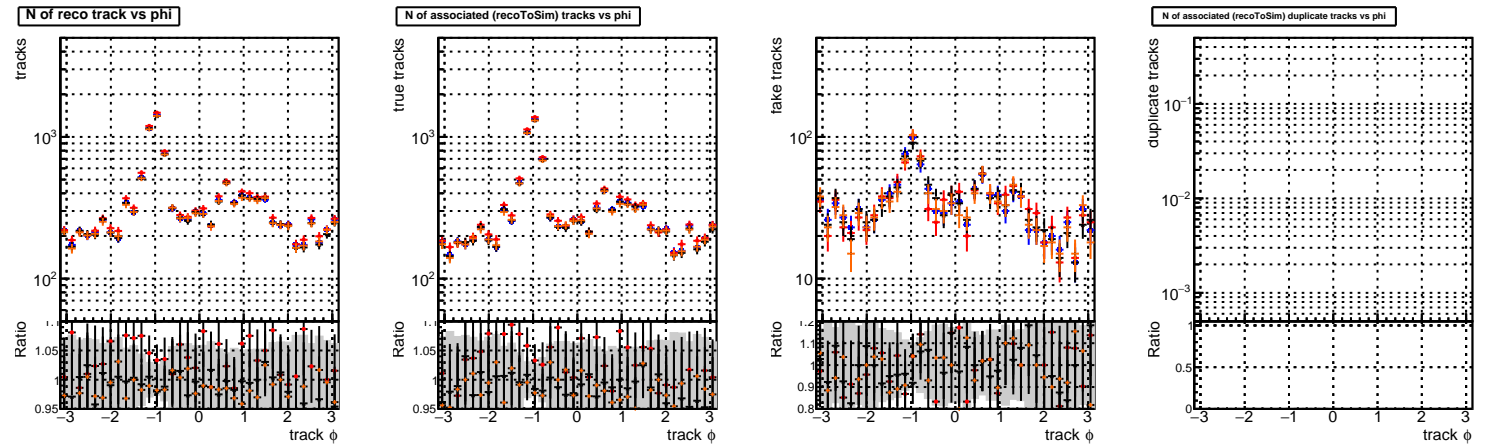 N of reco track vs phi
tracks
10³
10²
Ratio
1.1
1.05
1
0.95
−3 −2 −1 0 1 2 3
track ϕ
N of associated (recoToSim) tracks vs phi
true tracks
10³
10²
Ratio
1.1
1.05
1
0.95
−3 −2 −1 0 1 2 3
track ϕ
fake tracks
10²
10
Ratio
1.2
1.1
1
0.9
0.8
−3 −2 −1 0 1 2 3
track ϕ
N of associated (recoToSim) duplicate tracks vs phi
duplicate tracks
10⁻¹
10⁻²
10⁻³
Ratio
1
0.5
0
−3 −2 −1 0 1 2 3
track ϕ